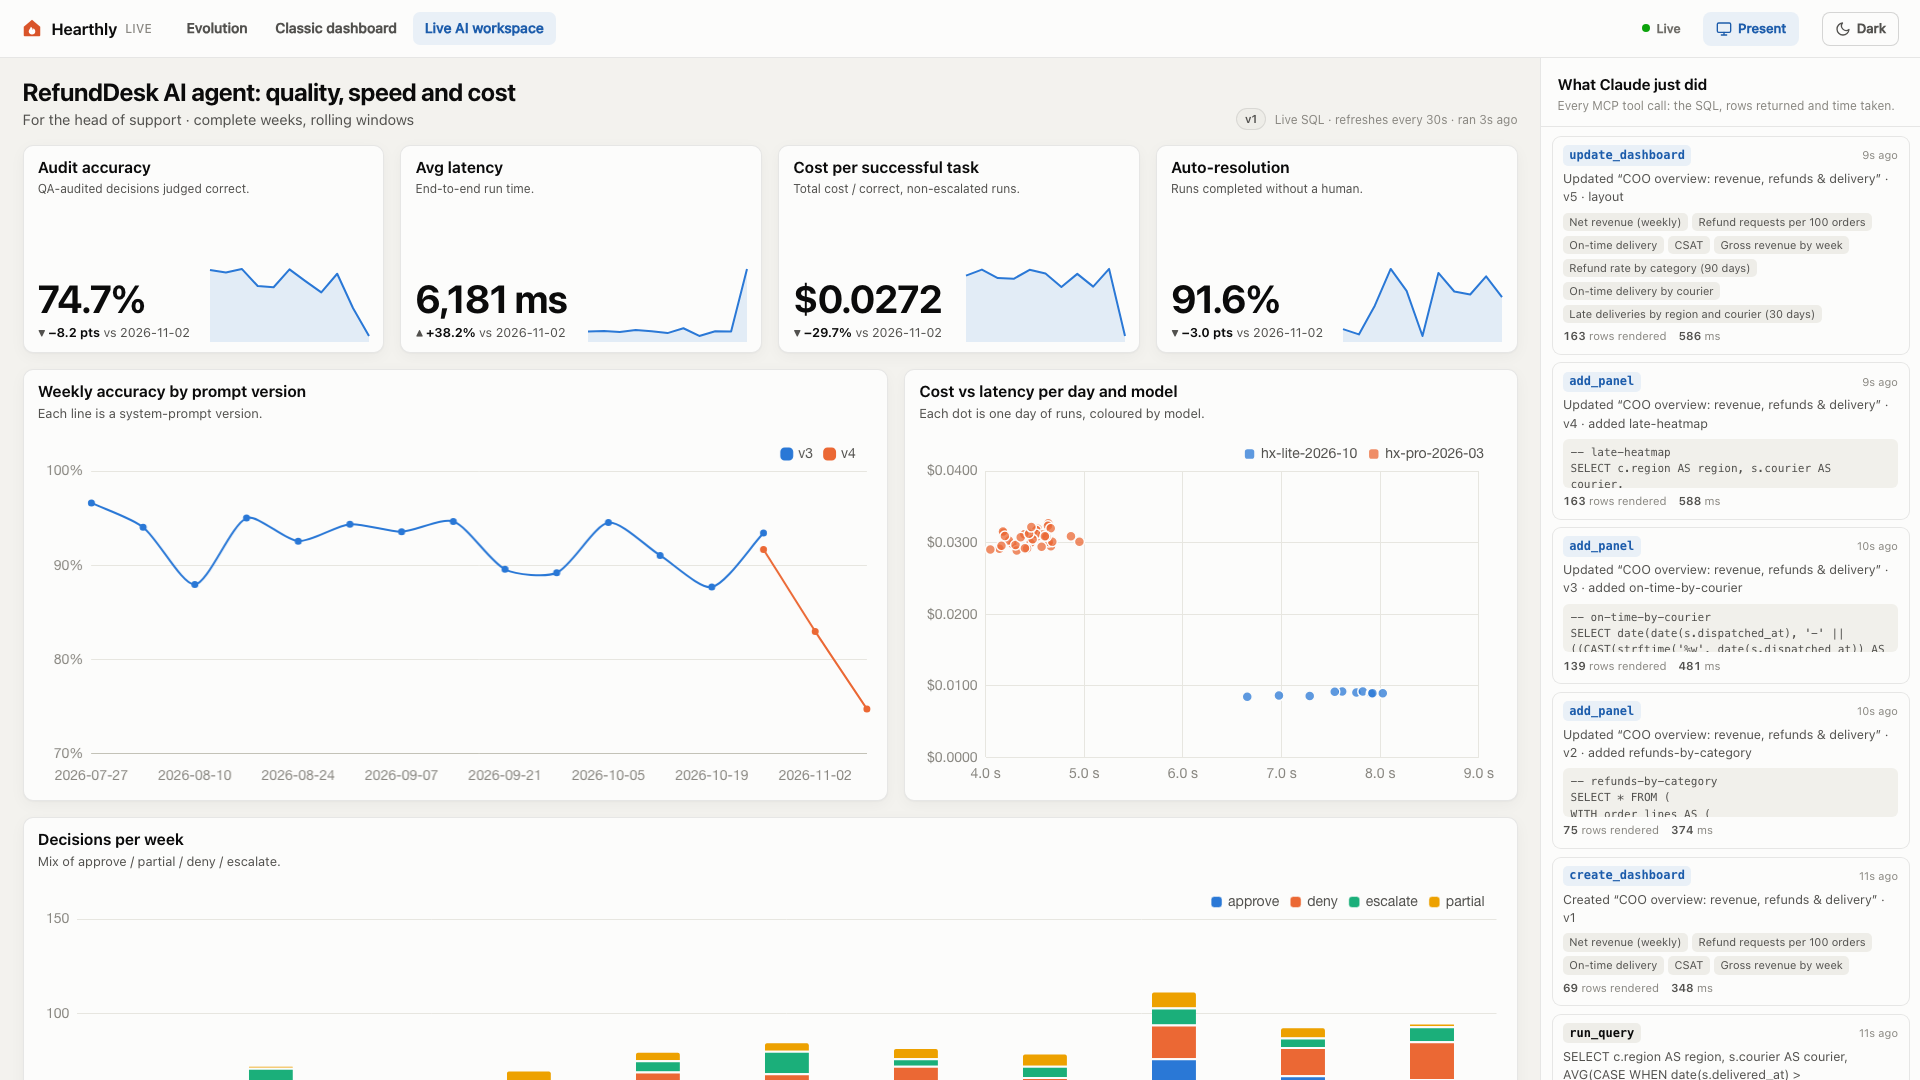 Hearthly LIVE
Evolution
Classic dashboard
Live AI workspace
Live
Present
Dark
RefundDesk AI agent: quality, speed and cost
For the head of support · complete weeks, rolling windows
v1
Live SQL · refreshes every 30s · ran 3s ago
Audit accuracy
QA-audited decisions judged correct.
74.7%
▼ −8.2 pts vs 2026-11-02
Avg latency
End-to-end run time.
6,181 ms
▲ +38.2% vs 2026-11-02
Cost per successful task
Total cost / correct, non-escalated runs.
$0.0272
▼ −29.7% vs 2026-11-02
Auto-resolution
Runs completed without a human.
91.6%
▼ −3.0 pts vs 2026-11-02
Weekly accuracy by prompt version
Each line is a system-prompt version.
v3
v4
100%
90%
80%
70%
2026-07-27
2026-08-10
2026-08-24
2026-09-07
2026-09-21
2026-10-05
2026-10-19
2026-11-02
Cost vs latency per day and model
Each dot is one day of runs, coloured by model.
hx-lite-2026-10
hx-pro-2026-03
$0.0400
$0.0300
$0.0200
$0.0100
$0.0000
4.0 s
5.0 s
6.0 s
7.0 s
8.0 s
9.0 s
Decisions per week
Mix of approve / partial / deny / escalate.
approve
deny
escalate
partial
150
100
What Claude just did
Every MCP tool call: the SQL, rows returned and time taken.
update_dashboard
9s ago
Updated “COO overview: revenue, refunds & delivery” ·
v5 · layout
Net revenue (weekly)
Refund requests per 100 orders
On-time delivery
CSAT
Gross revenue by week
Refund rate by category (90 days)
On-time delivery by courier
Late deliveries by region and courier (30 days)
163 rows rendered 586 ms
add_panel
9s ago
Updated “COO overview: revenue, refunds & delivery” ·
v4 · added late-heatmap
-- late-heatmap
SELECT c.region AS region, s.courier AS
courier,
163 rows rendered 588 ms
add_panel
10s ago
Updated “COO overview: revenue, refunds & delivery” ·
v3 · added on-time-by-courier
-- on-time-by-courier
SELECT date(date(s.dispatched_at), '-' ||
((CAST(strftime('%w', date(s.dispatched_at)) AS
139 rows rendered 481 ms
add_panel
10s ago
Updated “COO overview: revenue, refunds & delivery” ·
v2 · added refunds-by-category
-- refunds-by-category
SELECT * FROM (
WITH order_lines AS (
75 rows rendered 374 ms
create_dashboard
11s ago
Created “COO overview: revenue, refunds & delivery” ·
v1
Net revenue (weekly)
Refund requests per 100 orders
On-time delivery
CSAT
Gross revenue by week
69 rows rendered 348 ms
run_query
11s ago
SELECT c.region AS region, s.courier AS courier,
AVG(CASE WHEN date(s.delivered_at) >